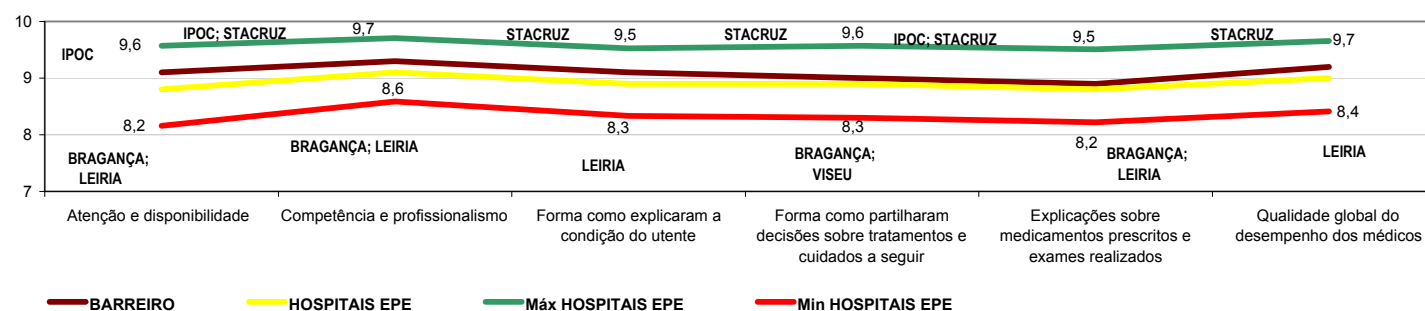 10
9
8
7
IPOC
9,6
IPOC; STACRUZ
9,7
STACRUZ
9,5
STACRUZ
9,6
IPOC; STACRUZ
9,5
STACRUZ
9,7
8,2
8,6
8,3
8,3
8,2
8,4
BRAGANÇA;
LEIRIA
BRAGANÇA; LEIRIA
LEIRIA
BRAGANÇA;
VISEU
BRAGANÇA;
LEIRIA
LEIRIA
Atenção e disponibilidade
Competência e profissionalismo
Forma como explicaram a
condição do utente
Forma como partilharam
decisões sobre tratamentos e
cuidados a seguir
Explicações sobre
medicamentos prescritos e
exames realizados
Qualidade global do
desempenho dos médicos
BARREIRO
HOSPITAIS EPE
Máx HOSPITAIS EPE
Min HOSPITAIS EPE